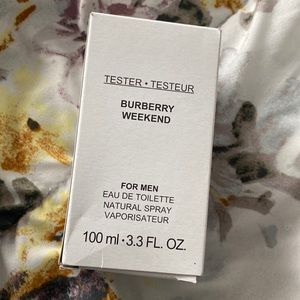 TESTER • TESTEUR
BURBERRY
WEEKEND
FOR MEN
EAU DE TOILETTE
NATURAL SPRAY
VAPORISATEUR
100 ml • 3.3 FL. OZ.